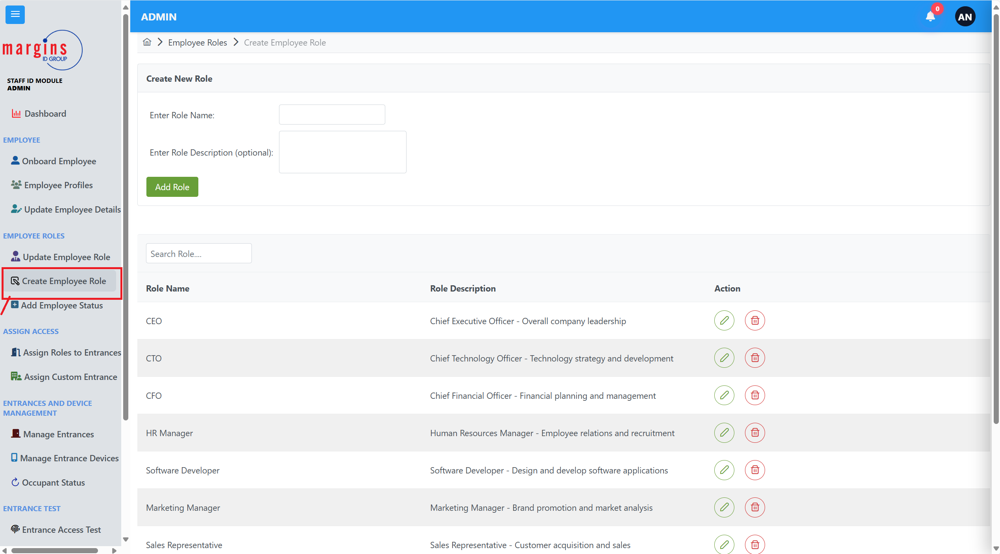 ADMIN
0
AN
margins
ID GROUP
STAFF ID MODULE
ADMIN
Dashboard
EMPLOYEE
Onboard Employee
Employee Profiles
Update Employee Details
EMPLOYEE ROLES
Update Employee Role
Create Employee Role
Add Employee Status
ASSIGN ACCESS
Assign Roles to Entrances
Assign Custom Entrance
ENTRANCES AND DEVICE
MANAGEMENT
Manage Entrances
Manage Entrance Devices
Occupant Status
ENTRANCE TEST
Entrance Access Test
Employee Roles Create Employee Role
Create New Role
Enter Role Name:
Enter Role Description (optional):
Add Role
Search Role....
Role Name Role Description Action
CEO Chief Executive Officer - Overall company leadership
CTO Chief Technology Officer - Technology strategy and development
CFO Chief Financial Officer - Financial planning and management
HR Manager Human Resources Manager - Employee relations and recruitment
Software Developer Software Developer - Design and develop software applications
Marketing Manager Marketing Manager - Brand promotion and market analysis
Sales Representative Sales Representative - Customer acquisition and sales